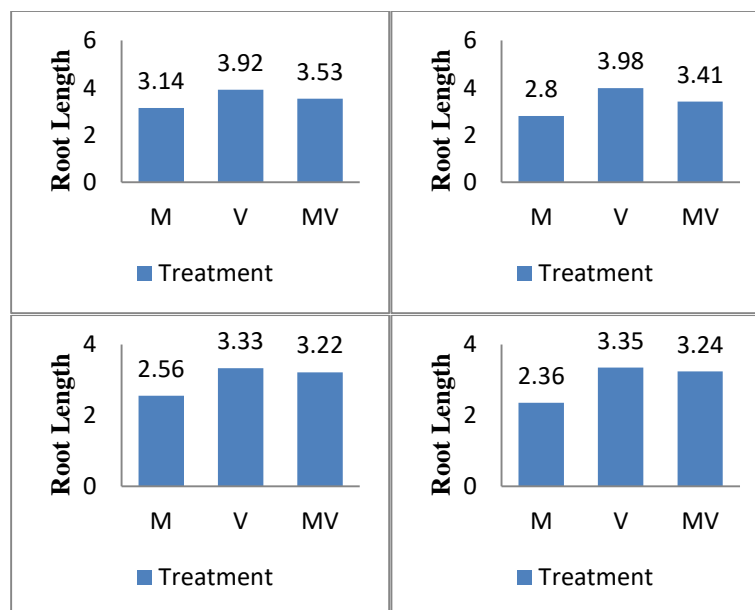 Root Length
6
4
2
0
3.14
3.92
3.53
M V MV
Treatment
Root Length
6
4
2
0
2.8
3.98
3.41
M V MV
Treatment
Root Length
4
2
0
2.56
3.33
3.22
M V MV
Treatment
Root Length
4
2
0
2.36
3.35
3.24
M V MV
Treatment